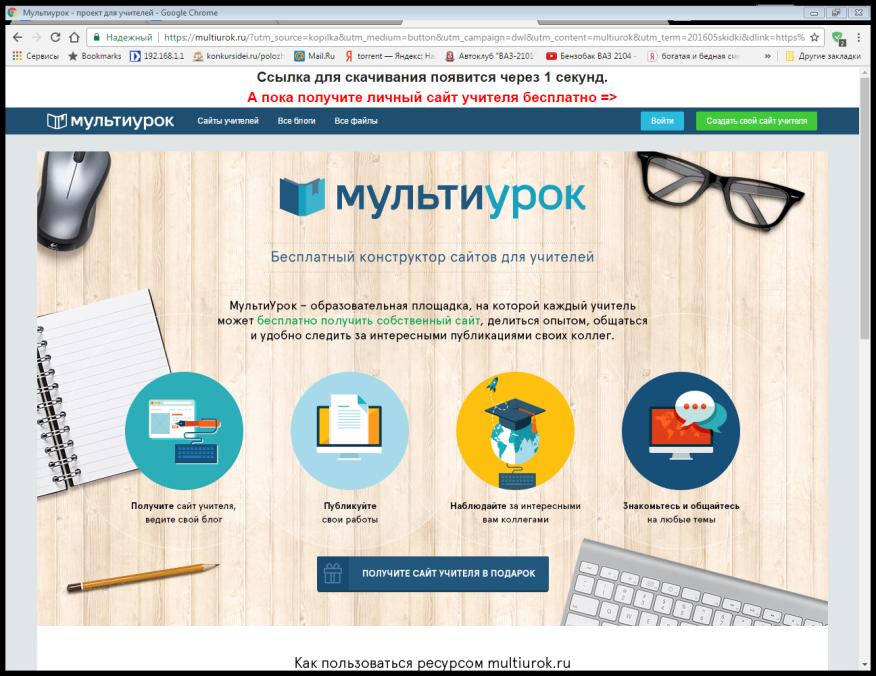 Мультиурок - проект для учителей - Google Chrome
Надежный | https://multiurok.ru/?utm_source=kopilka&utm_medium=button&utm_campaign=dwl&utm_content=multiurok&utm_term=201605skidki&dlink=https%
2
Сервисы Bookmarks 192.168.1.1 konkursidei.ru/polozh Mail.Ru torrent — Яндекс: На Автоклуб "ВАЗ-2101 Бензобак ВАЗ 2104 - богатая и бедная см » Другие закладки
Ссылка для скачивания появится через 1 секунд.
А пока получите личный сайт учителя бесплатно =>
мультиурок Сайты учителей Все блоги Все файлы Войти Создать свой сайт учителя
мультиурок
Бесплатный конструктор сайтов для учителей
МультиУрок – образовательная площадка, на которой каждый учитель
может бесплатно получить собственный сайт, делиться опытом, общаться
и удобно следить за интересными публикациями своих коллег.
Получите сайт учителя,
ведите свой блог
Публикуйте
свои работы
Наблюдайте за интересными
вам коллегами
Знакомьтесь и общайтесь
на любые темы
ПОЛУЧИТЕ САЙТ УЧИТЕЛЯ В ПОДАРОК
Как пользоваться ресурсом multiurok.ru